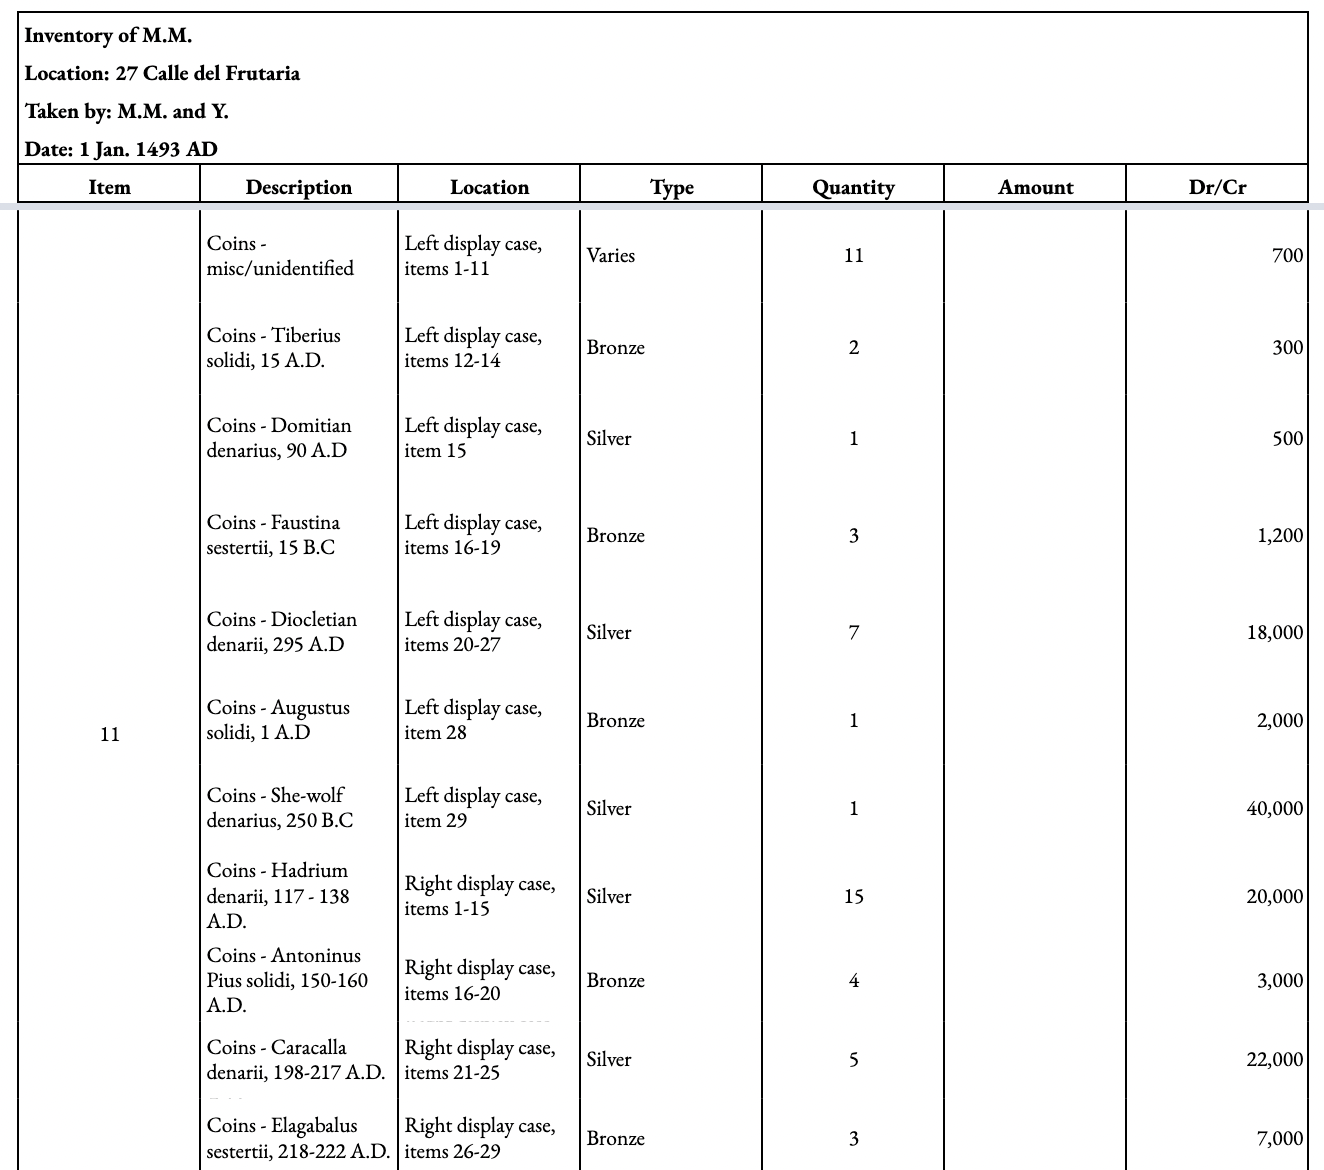 Inventory of M.M.
Location: 27 Calle del Frutaria
Taken by: M.M. and Y.
Date: 1 Jan. 1493 AD
Item Description Location Type Quantity Amount Dr/Cr
11
Coins -
misc/unidentified
Left display case,
items 1-11
Varies
11
700
Coins - Tiberius
solidi, 15 A.D.
Left display case,
items 12-14
Bronze
2
300
Coins - Domitian
denarius, 90 A.D
Left display case,
item 15
Silver
1
500
Coins - Faustina
sestertii, 15 B.C
Left display case,
items 16-19
Bronze
3
1,200
Coins - Diocletian
denarii, 295 A.D
Left display case,
items 20-27
Silver
7
18,000
Coins - Augustus
solidi, 1 A.D
Left display case,
item 28
Bronze
1
2,000
Coins - She-wolf
denarius, 250 B.C
Left display case,
item 29
Silver
1
40,000
Coins - Hadrium
denarii, 117 - 138
A.D.
Right display case,
items 1-15
Silver
15
20,000
Coins - Antoninus
Pius solidi, 150-160
A.D.
Right display case,
items 16-20
Bronze
4
3,000
Coins - Caracalla
denarii, 198-217 A.D.
Right display case,
items 21-25
Silver
5
22,000
Coins - Elagabalus
sestertii, 218-222 A.D.
Right display case,
items 26-29
Bronze
3
7,000